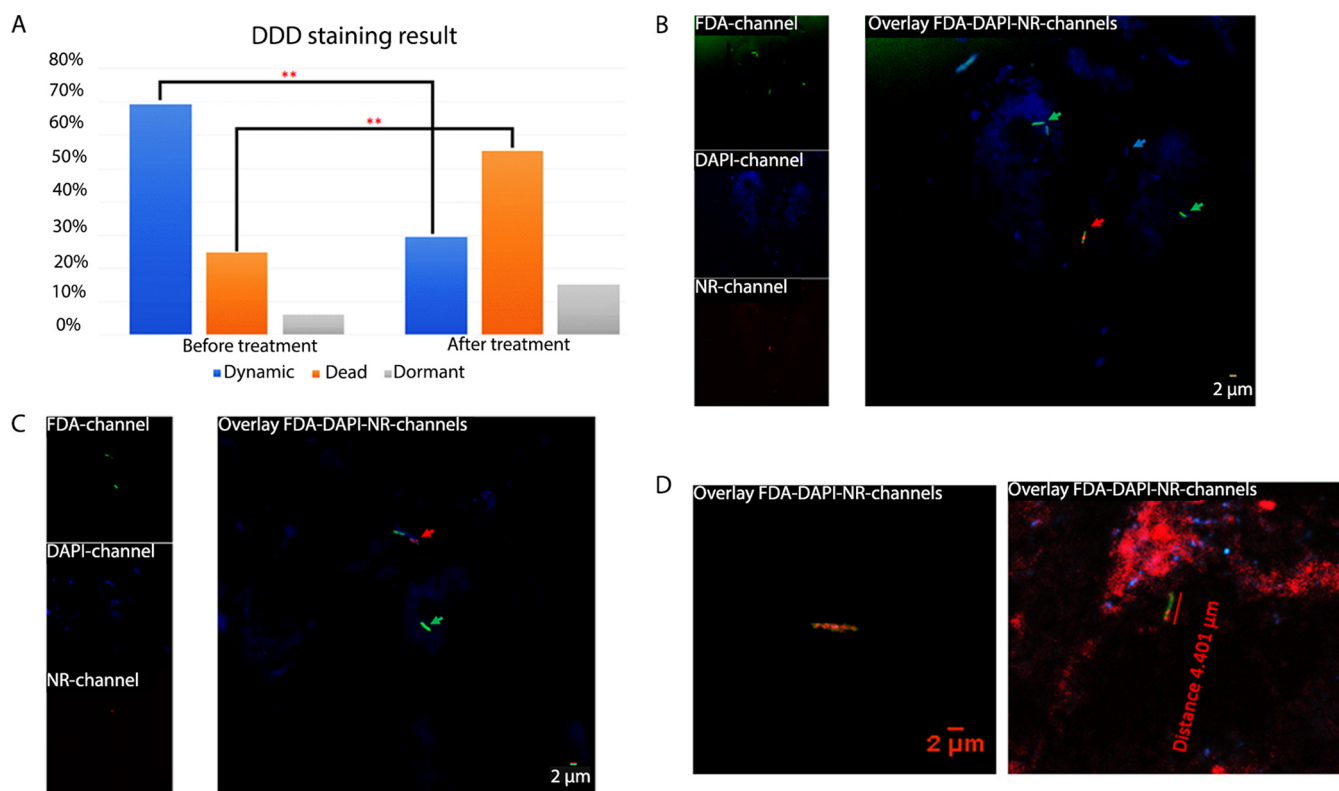 A
DDD staining result
80%
70%
60%
50%
40%
30%
20%
10%
0%
**
**
Before treatment
After treatment
Dynamic
Dead
Dormant
B
FDA-channel
DAPI-channel
NR-channel
Overlay FDA-DAPI-NR-channels
2 µm
C
FDA-channel
DAPI-channel
NR-channel
Overlay FDA-DAPI-NR-channels
2 µm
D
Overlay FDA-DAPI-NR-channels
2 µm
Overlay FDA-DAPI-NR-channels
Distance 4.401 µm